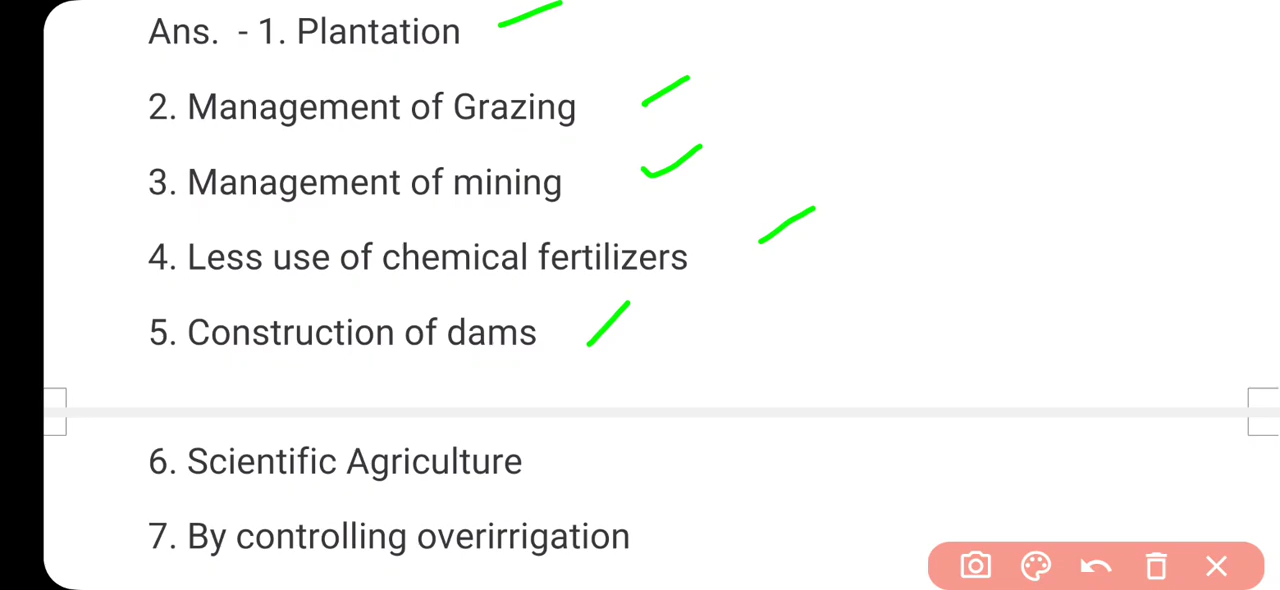 Ans. - 1. Plantation
2. Management of Grazing
3. Management of mining
4. Less use of chemical fertilizers
5. Construction of dams
6. Scientific Agriculture
7. By controlling overirrigation